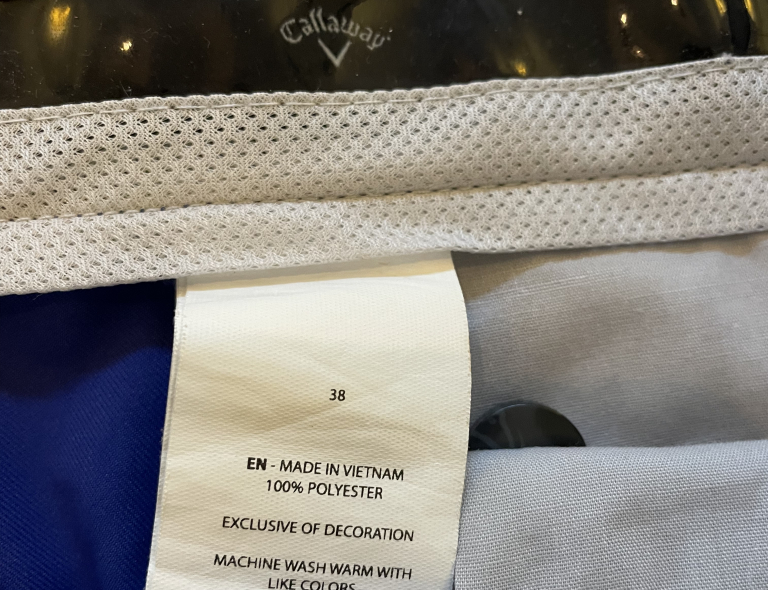 Callaway
38
EN - MADE IN VIETNAM
100% POLYESTER
EXCLUSIVE OF DECORATION
MACHINE WASH WARM WITH
LIKE COLORS